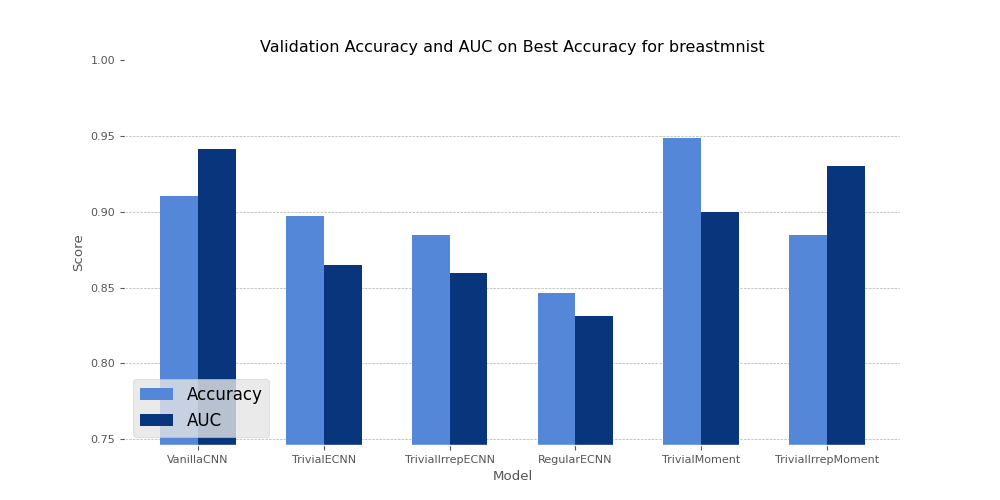 Validation Accuracy and AUC on Best Accuracy for breastmnist
1.00
0.95
0.90
0.85
0.80
0.75
Score
Accuracy
AUC
VanillaCNN
TrivialECNN
TrivialIrrepECNN
RegularECNN
TrivialMoment
TrivialIrrepMoment
Model